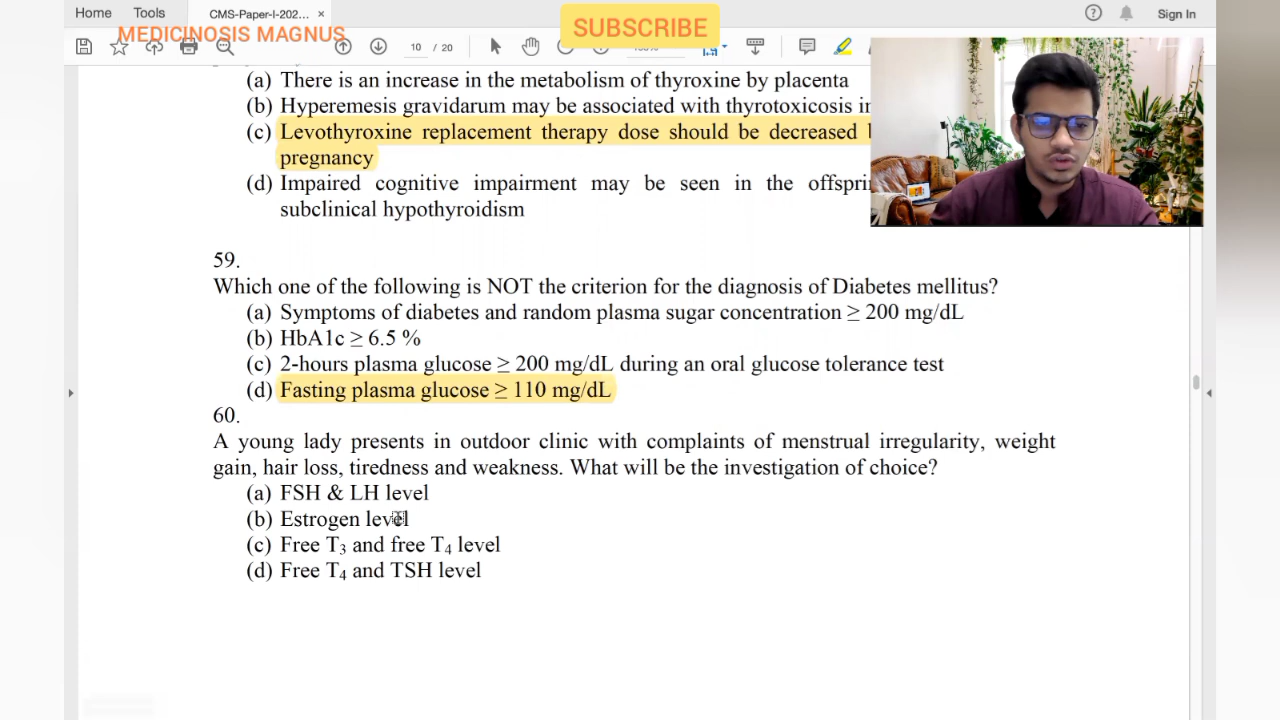 Home Tools CMS-Paper-I-202... × Sign In
MEDICINOSIS MAGNUS
SUBSCRIBE
10 / 20
(a) There is an increase in the metabolism of thyroxine by placenta
(b) Hyperemesis gravidarum may be associated with thyrotoxicosis in
(c) Levothyroxine replacement therapy dose should be decreased
pregnancy
(d) Impaired cognitive impairment may be seen in the
subclinical hypothyroidism
59.
Which one of the following is NOT the criterion for the diagnosis of Diabetes mellitus?
(a) Symptoms of diabetes and random plasma sugar concentration ≥ 200 mg/dL
(b) HbA1c ≥ 6.5 %
(c) 2-hours plasma glucose ≥ 200 mg/dL during an oral glucose tolerance test
(d) Fasting plasma glucose ≥ 110 mg/dL
60.
A young lady presents in outdoor clinic with complaints of menstrual irregularity, weight
gain, hair loss, tiredness and weakness. What will be the investigation of choice?
(a) FSH & LH level
(b) Estrogen level
(c) Free T3 and free T4 level
(d) Free T4 and TSH level